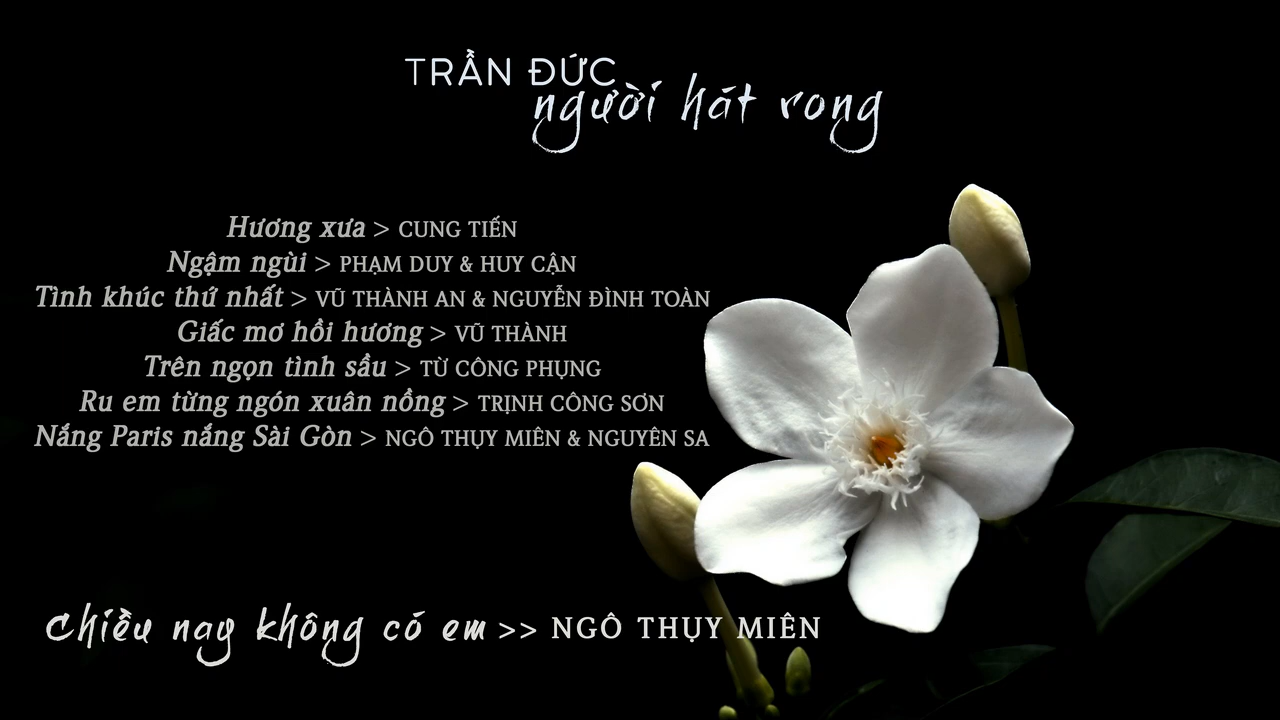 TRẦN ĐỨC
người hát rong
Hương xưa > CUNG TIẾN
Ngậm ngùi > PHẠM DUY & HUY CẬN
Tình khúc thứ nhất > VŨ THÀNH AN & NGUYỄN ĐÌNH TOÀN
Giấc mơ hồi hương > VŨ THÀNH
Trên ngọn tình sầu > TỪ CÔNG PHỤNG
Ru em từng ngón xuân nồng > TRỊNH CÔNG SƠN
Nắng Paris nắng Sài Gòn > NGÔ THỤY MIÊN & NGUYÊN SA
Chiều nay không có em >> NGÔ THỤY MIÊN